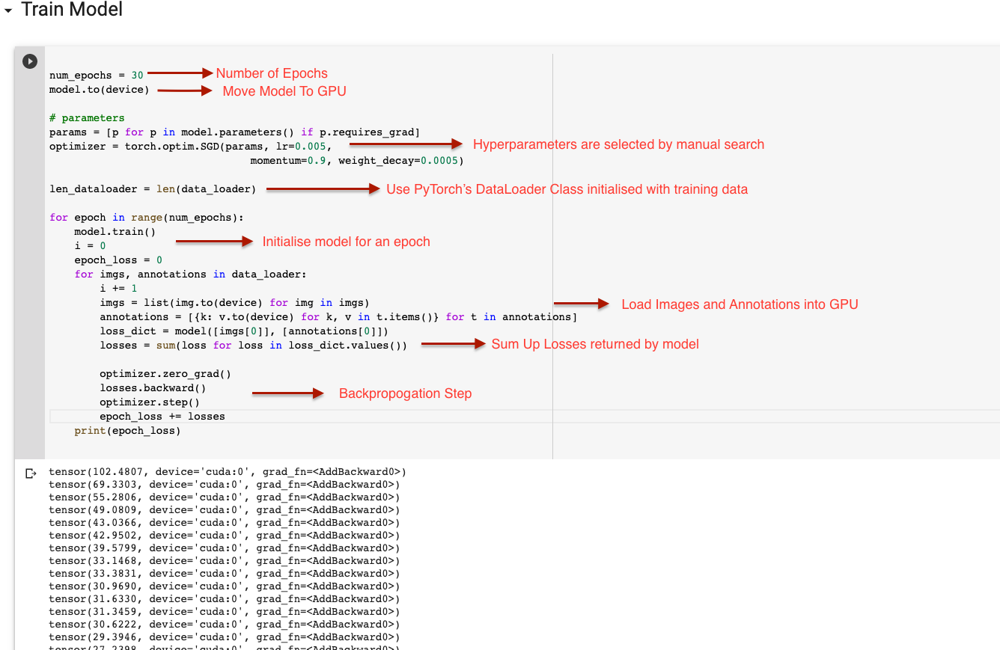 Train Model
num_epochs = 30
Number of Epochs
model.to(device)
Move Model To GPU
# parameters
params = [p for p in model.parameters() if p.requires_grad]
optimizer = torch.optim.SGD(params, lr=0.005,
Hyperparameters are selected by manual search
momentum=0.9, weight_decay=0.0005)
len_dataloader = len(data_loader)
Use PyTorch's DataLoader Class initialised with training data
for epoch in range(num_epochs):
model.train()
i = 0
Initialise model for an epoch
epoch_loss = 0
for imgs, annotations in data_loader:
i += 1
imgs = list(img.to(device) for img in imgs)
Load Images and Annotations into GPU
annotations = [{k: v.to(device) for k, v in t.items()} for t in annotations]
loss_dict = model([imgs[0]], [annotations[0]])
losses = sum(loss for loss in loss_dict.values())
Sum Up Losses returned by model
optimizer.zero_grad()
losses.backward()
Backpropogation Step
optimizer.step()
epoch_loss += losses
print(epoch_loss)
tensor(102.4807, device='cuda:0', grad_fn=<AddBackward0>)
tensor(69.3303, device='cuda:0', grad_fn=<AddBackward0>)
tensor(55.2806, device='cuda:0', grad_fn=<AddBackward0>)
tensor(49.0809, device='cuda:0', grad_fn=<AddBackward0>)
tensor(43.0366, device='cuda:0', grad_fn=<AddBackward0>)
tensor(42.9502, device='cuda:0', grad_fn=<AddBackward0>)
tensor(39.5799, device='cuda:0', grad_fn=<AddBackward0>)
tensor(33.1468, device='cuda:0', grad_fn=<AddBackward0>)
tensor(33.3831, device='cuda:0', grad_fn=<AddBackward0>)
tensor(30.9690, device='cuda:0', grad_fn=<AddBackward0>)
tensor(31.6330, device='cuda:0', grad_fn=<AddBackward0>)
tensor(31.3459, device='cuda:0', grad_fn=<AddBackward0>)
tensor(30.6222, device='cuda:0', grad_fn=<AddBackward0>)
tensor(29.3946, device='cuda:0', grad_fn=<AddBackward0>)
device='cuda:0', grad_fn=<AddBackward0>)